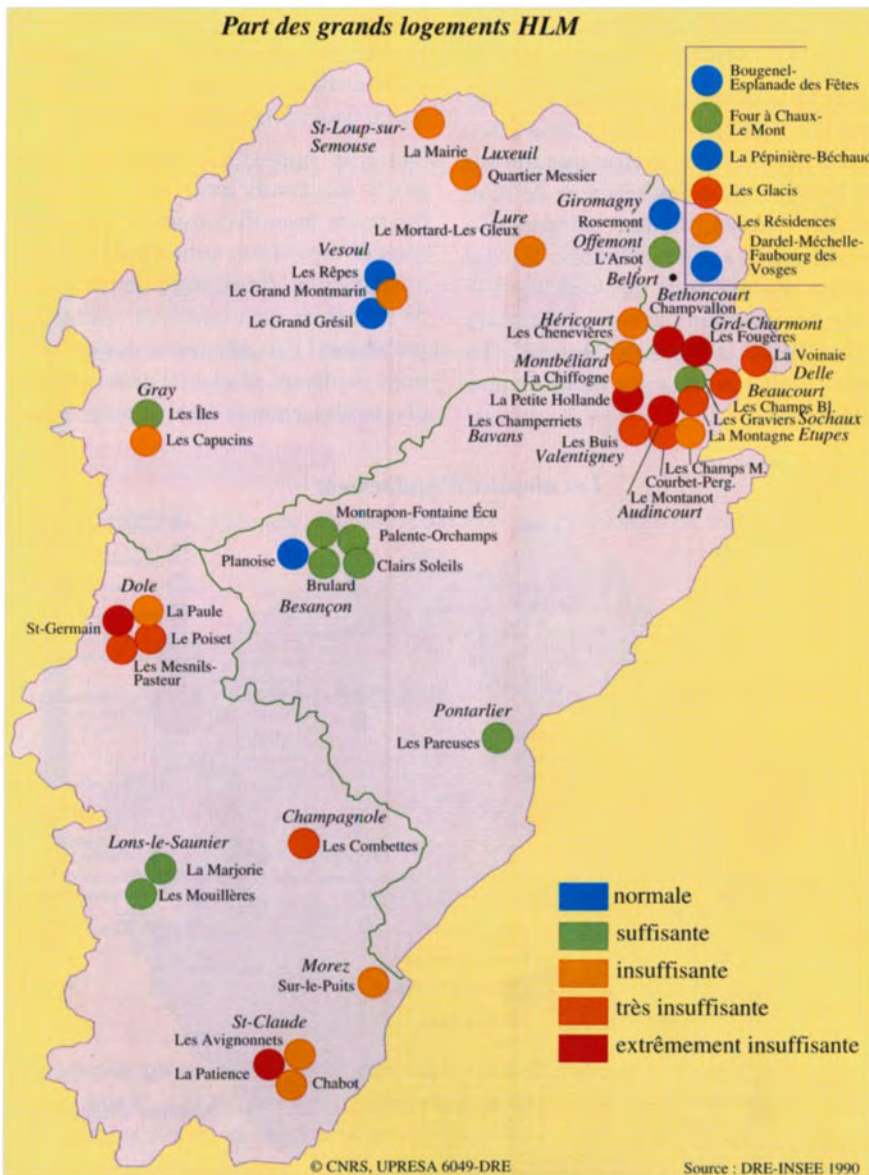 Part des grands logements HLM
Bougenel-
Esplanade des Fêtes
Four à Chaux-
Le Mont
La Pépinière-Béchaud
Les Glacis
Les Résidences
Dardel-Méchelle-
Faubourg des
Vosges
St-Loup-sur-
Semouse
La Mairie
Luxeuil
Quartier Messier
Giromagny
Rosemont
Lure
Le Mortard-Les Gleux
Offemont
L'Arsot
Belfort
Vesoul
Les Rêpes
Le Grand Montmarin
Le Grand Grésil
Bethoncourt
Champvallon
Héricourt
Les Chenevières
Grd-Charmont
Les Fougères
La Voinaie
Delle
Montbéliard
La Chiffogne
La Petite Hollande
Beaucourt
Les Champs Bl.
Les Graviers
Sochaux
Les Champerriets
Bavans
La Montagne
Etupes
Les Buis
Valentigney
Les Champs M.
Courbet-Perg.
Le Montanot
Audincourt
Gray
Les Îles
Les Capucins
Montrapon-Fontaine Écu
Palente-Orchamps
Planoise
Clairs Soleils
Brulard
Besançon
Dole
La Paule
St-Germain
Le Poiset
Les Mesnils-
Pasteur
Pontarlier
Les Pareuses
Champagnole
Les Combettes
Lons-le-Saunier
La Marjorie
Les Mouillères
Morez
Sur-le-Puits
St-Claude
Les Avignonnets
La Patience
Chabot
normale
suffisante
insuffisante
très insuffisante
extrêmement insuffisante
© CNRS, UPRESA 6049-DRE
Source : DRE-INSEE 1990